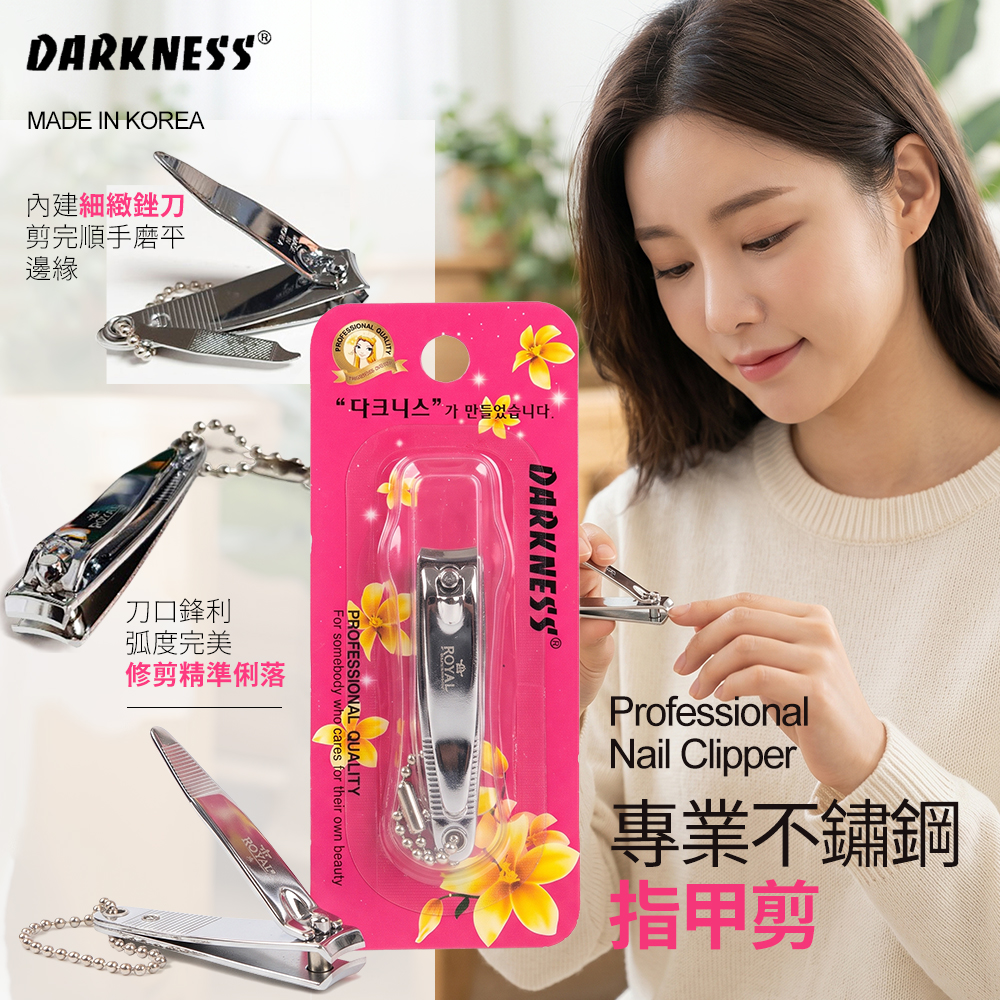 DARKNESS®
MADE IN KOREA
內建細緻銼刀
剪完順手磨平
邊緣
PROFESSIONAL QUALITY
“다크니스”가 만들었습니다.
DARKNESS®
ROYAL
PROFESSIONAL QUALITY
For somebody who cares for their own beauty
刀口鋒利
弧度完美
修剪精準俐落
ROYAL
ROYAL
Professional
Nail Clipper
專業不鏽鋼
指甲剪